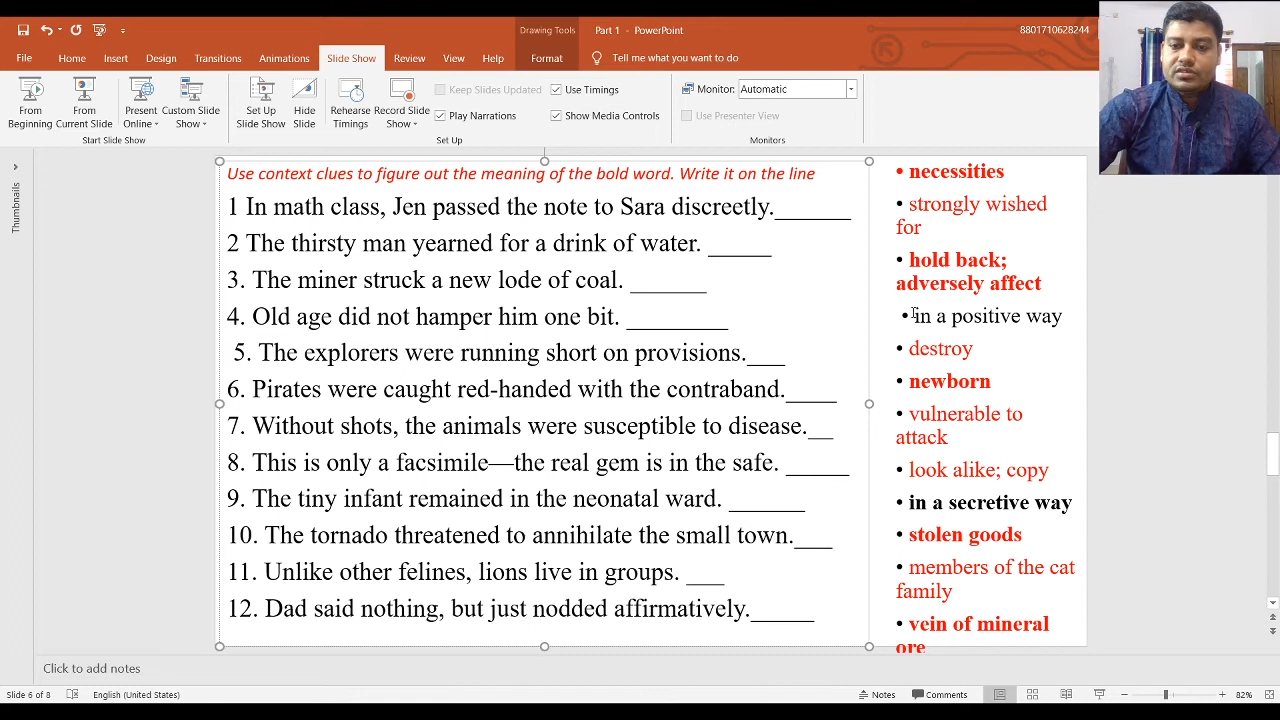 Drawing Tools
Part 1 - PowerPoint
8801710628244
File Home Insert Design Transitions Animations Slide Show Review View Help Format Tell me what you want to do
From Beginning
From Current Slide
Present Online
Custom Slide Show
Set Up Slide Show
Hide Slide
Rehearse Timings
Record Slide Show
Keep Slides Updated
Play Narrations
Use Timings
Show Media Controls
Monitor: Automatic
Use Presenter View
Start Slide Show
Set Up
Monitors
Thumbnails
Use context clues to figure out the meaning of the bold word. Write it on the line
1 In math class, Jen passed the note to Sara discreetly.______
2 The thirsty man yearned for a drink of water. _____
3. The miner struck a new lode of coal. ______
4. Old age did not hamper him one bit. ________
5. The explorers were running short on provisions.___
6. Pirates were caught red-handed with the contraband.____
7. Without shots, the animals were susceptible to disease.__
8. This is only a facsimile—the real gem is in the safe. _____
9. The tiny infant remained in the neonatal ward. ______
10. The tornado threatened to annihilate the small town.___
11. Unlike other felines, lions live in groups. ___
12. Dad said nothing, but just nodded affirmatively._____
• necessities
• strongly wished
for
• hold back;
adversely affect
• in a positive way
• destroy
• newborn
• vulnerable to
attack
• look alike; copy
• in a secretive way
• stolen goods
• members of the cat
family
• vein of mineral
ore
Click to add notes
Slide 6 of 8 English (United States) Notes Comments 82%